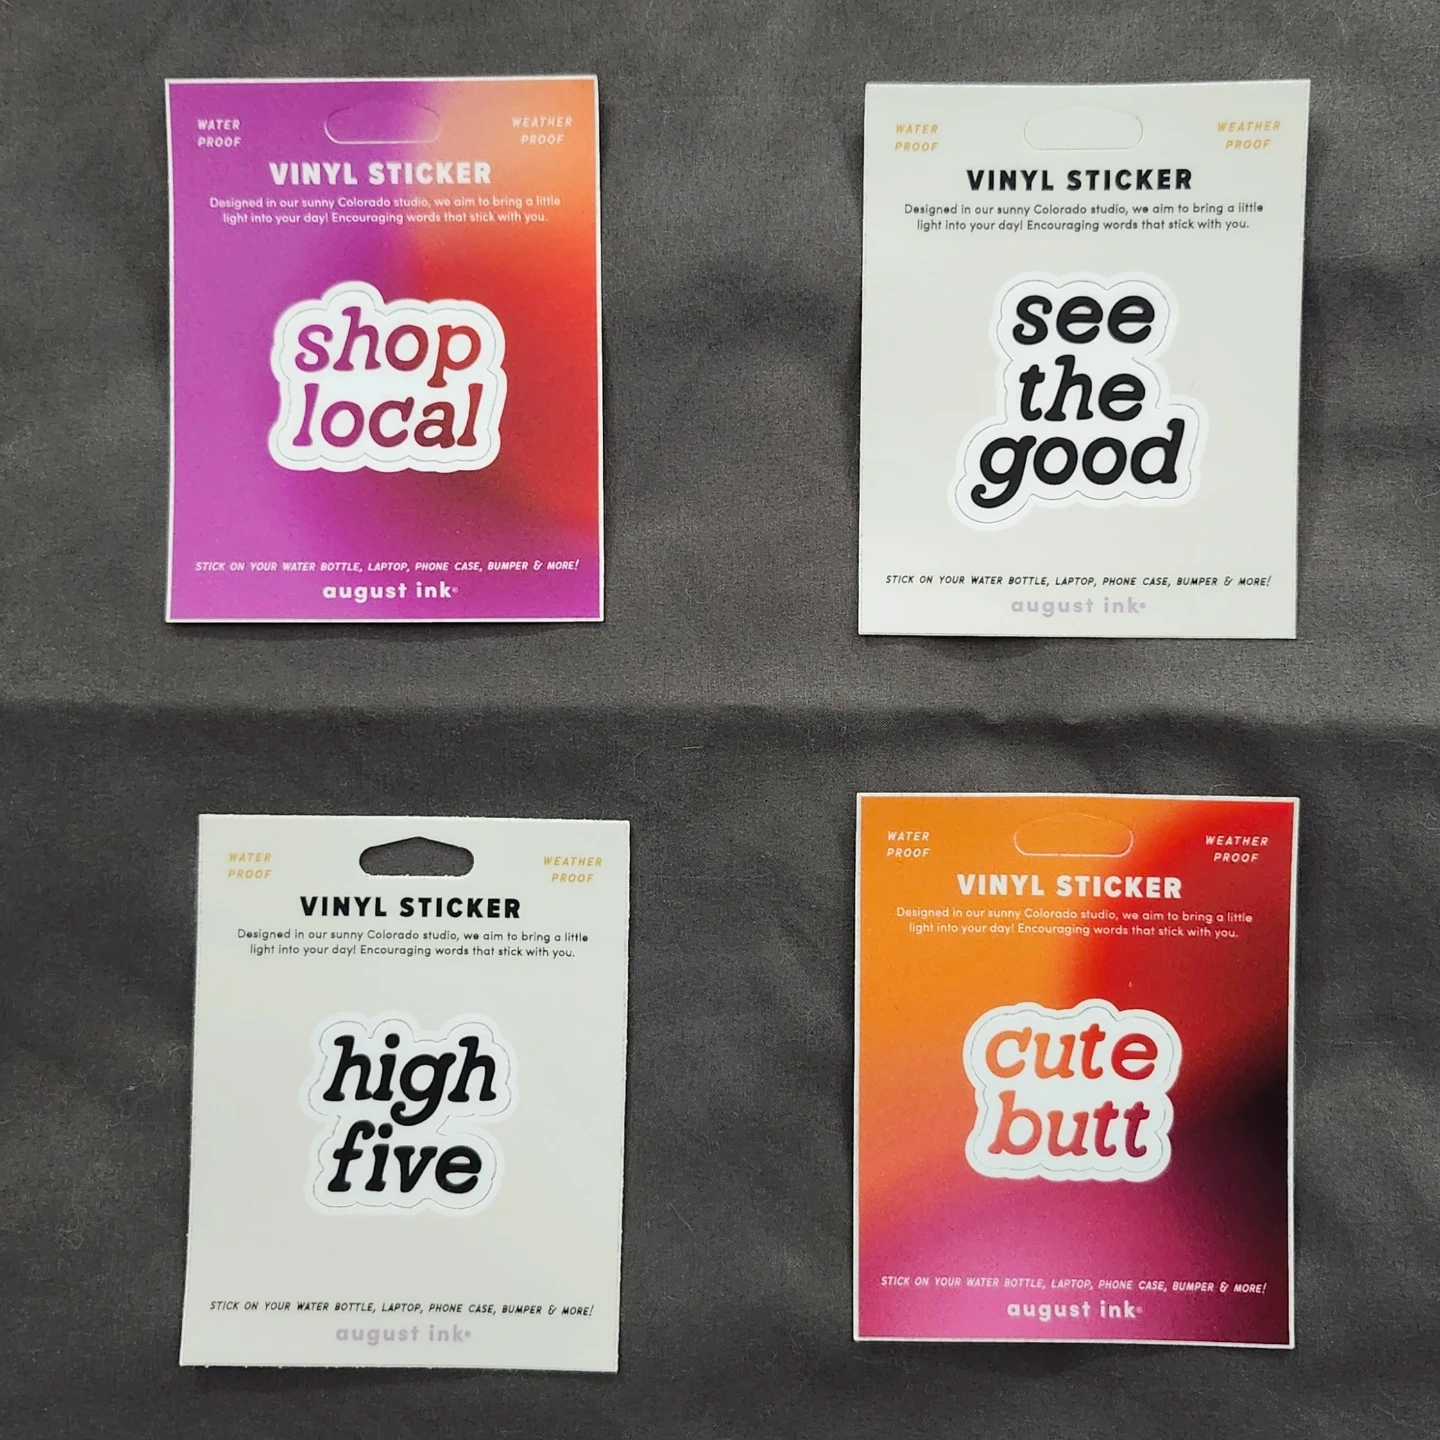 WATER
PROOF
WEATHER
PROOF
VINYL STICKER
Designed in our sunny Colorado studio, we aim to bring a little
light into your day! Encouraging words that stick with you.
shop
local
STICK ON YOUR WATER BOTTLE, LAPTOP, PHONE CASE, BUMPER & MORE!
august ink
WATER
PROOF
WEATHER
PROOF
VINYL STICKER
Designed in our sunny Colorado studio, we aim to bring a little
light into your day! Encouraging words that stick with you.
see
the
good
STICK ON YOUR WATER BOTTLE, LAPTOP, PHONE CASE, BUMPER & MORE!
august ink
WATER
PROOF
WEATHER
PROOF
VINYL STICKER
Designed in our sunny Colorado studio, we aim to bring a little
light into your day! Encouraging words that stick with you.
high
five
STICK ON YOUR WATER BOTTLE, LAPTOP, PHONE CASE, BUMPER & MORE!
august ink
WATER
PROOF
WEATHER
PROOF
VINYL STICKER
Designed in our sunny Colorado studio, we aim to bring a little
light into your day! Encouraging words that stick with you.
cute
butt
STICK ON YOUR WATER BOTTLE, LAPTOP, PHONE CASE, BUMPER & MORE!
august ink